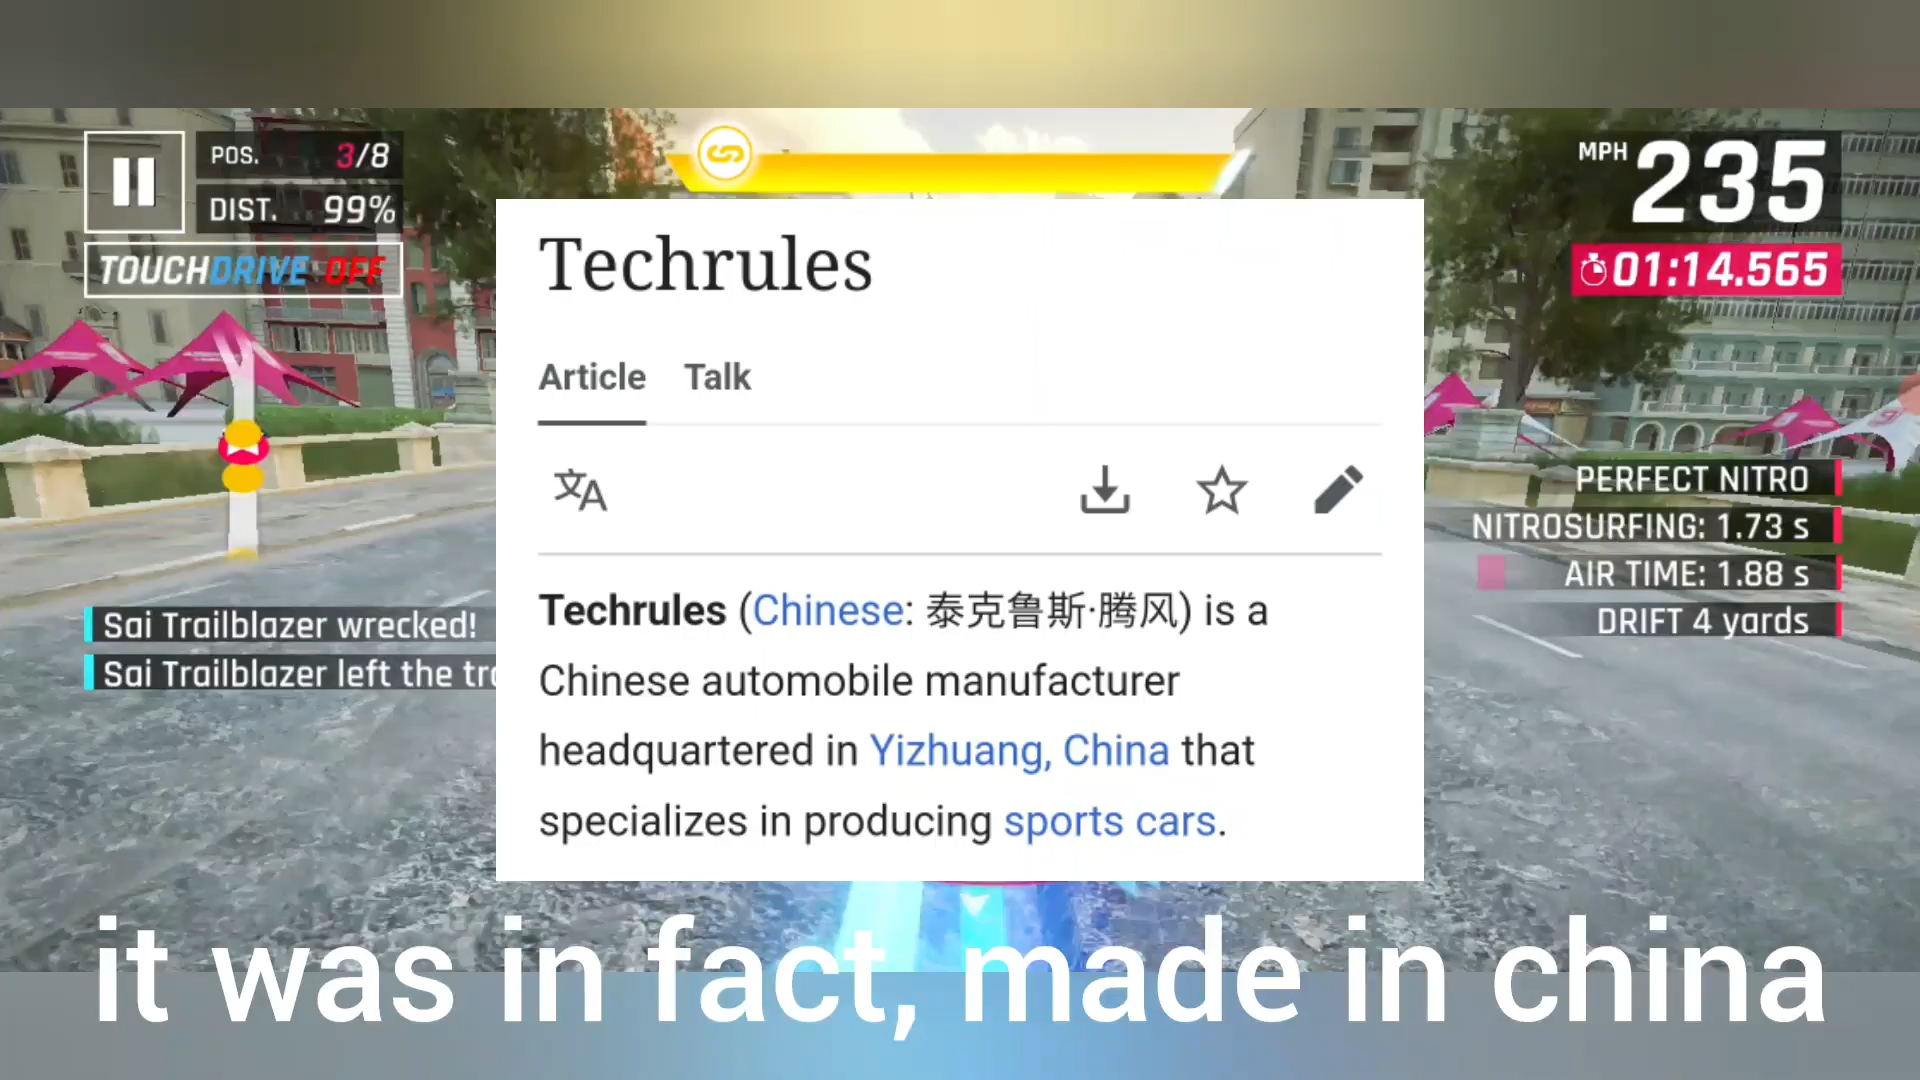 POS. 3/8
DIST. 99%
TOUCHDRIVE OFF
MPH 235
01:14.565
Techrules
Article Talk
文A
Techrules (Chinese: 泰克鲁斯·腾风) is a
Chinese automobile manufacturer
headquartered in Yizhuang, China that
specializes in producing sports cars.
PERFECT NITRO
NITROSURFING: 1.73 s
AIR TIME: 1.88 s
DRIFT 4 yards
Sai Trailblazer wrecked!
Sai Trailblazer left the
it was in fact, made in china